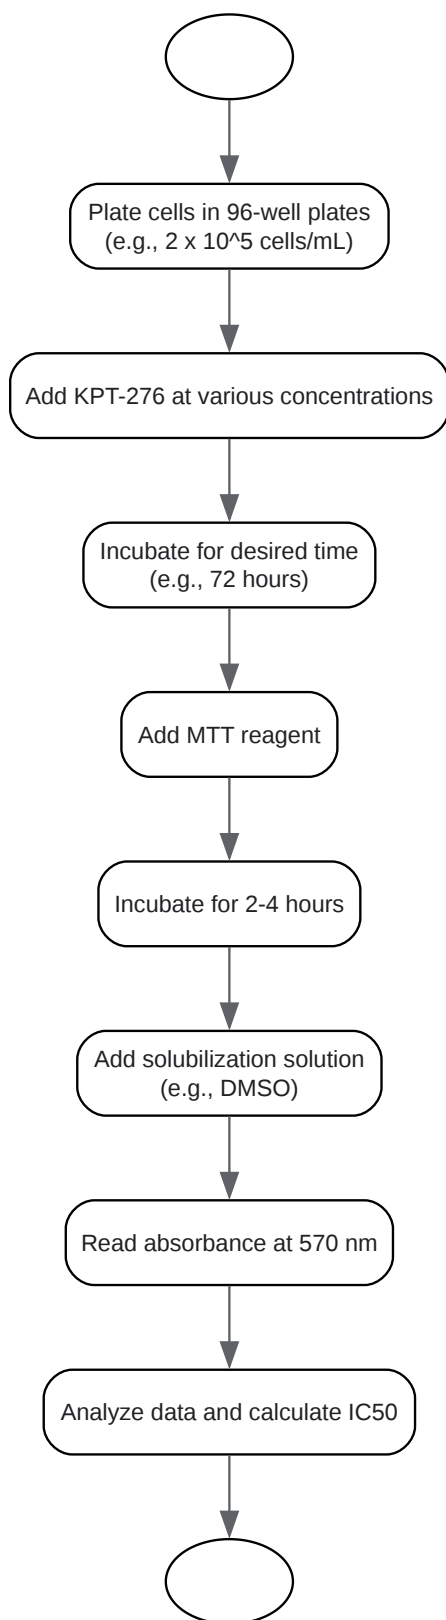 Plate cells in 96-well plates
(e.g., 2 x 10^5 cells/mL)
Add KPT-276 at various concentrations
Incubate for desired time
(e.g., 72 hours)
Add MTT reagent
Incubate for 2-4 hours
Add solubilization solution
(e.g., DMSO)
Read absorbance at 570 nm
Analyze data and calculate IC50